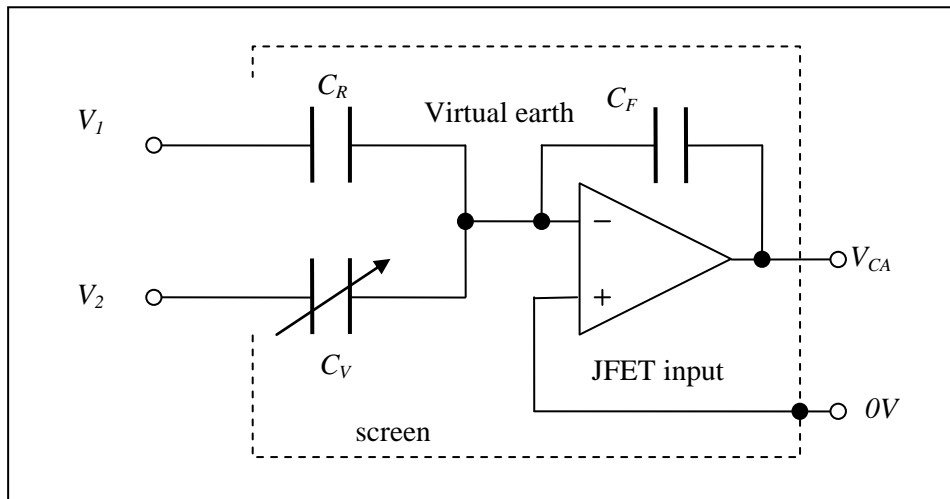 C_R
Virtual earth
C_F
V_1
−
V_CA
V_2
+
C_V
JFET input
0V
screen